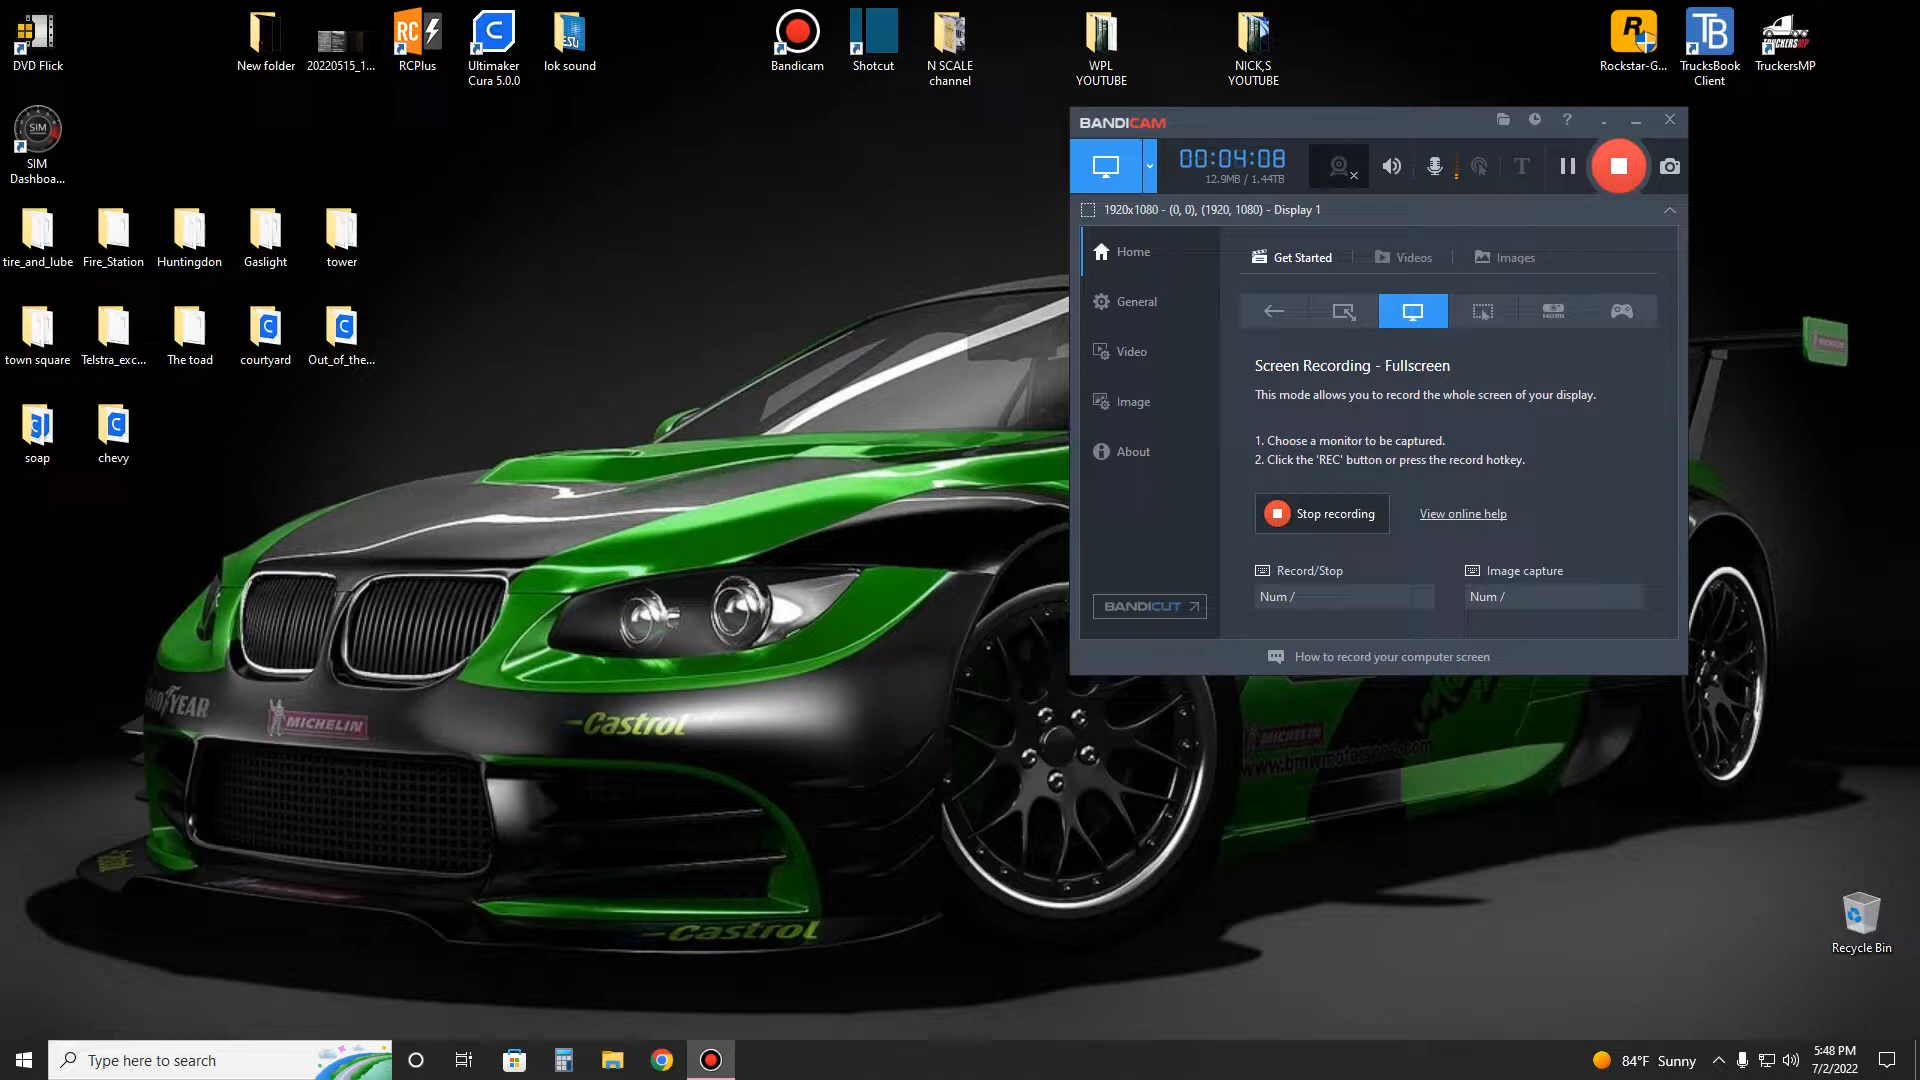 DVD Flick
New folder
20220515_1...
RCPlus
Ultimaker
Cura 5.0.0
lok sound
Bandicam
Shotcut
N SCALE
channel
WPL
YOUTUBE
NICK,S
YOUTUBE
Rockstar-G...
TrucksBook
Client
TruckersMP
SIM
Dashboa...
tire_and_lube
Fire_Station
Huntingdon
Gaslight
tower
town square
Telstra_exc...
The toad
courtyard
Out_of_the...
soap
chevy
BANDICAM
00:04:08
12.9MB / 1.44TB
1920x1080 - (0, 0), (1920, 1080) - Display 1
Home
General
Video
Image
About
BANDICUT
Get Started
Videos
Images
Screen Recording - Fullscreen
This mode allows you to record the whole screen of your display.
1. Choose a monitor to be captured.
2. Click the 'REC' button or press the record hotkey.
Stop recording
View online help
Record/Stop
Image capture
Num /
Num /
How to record your computer screen
MICHELIN
Castrol
Castrol
MICHELIN
www.bmwmotorsport.com
Recycle Bin
Type here to search
84°F Sunny
5:48 PM
7/2/2022